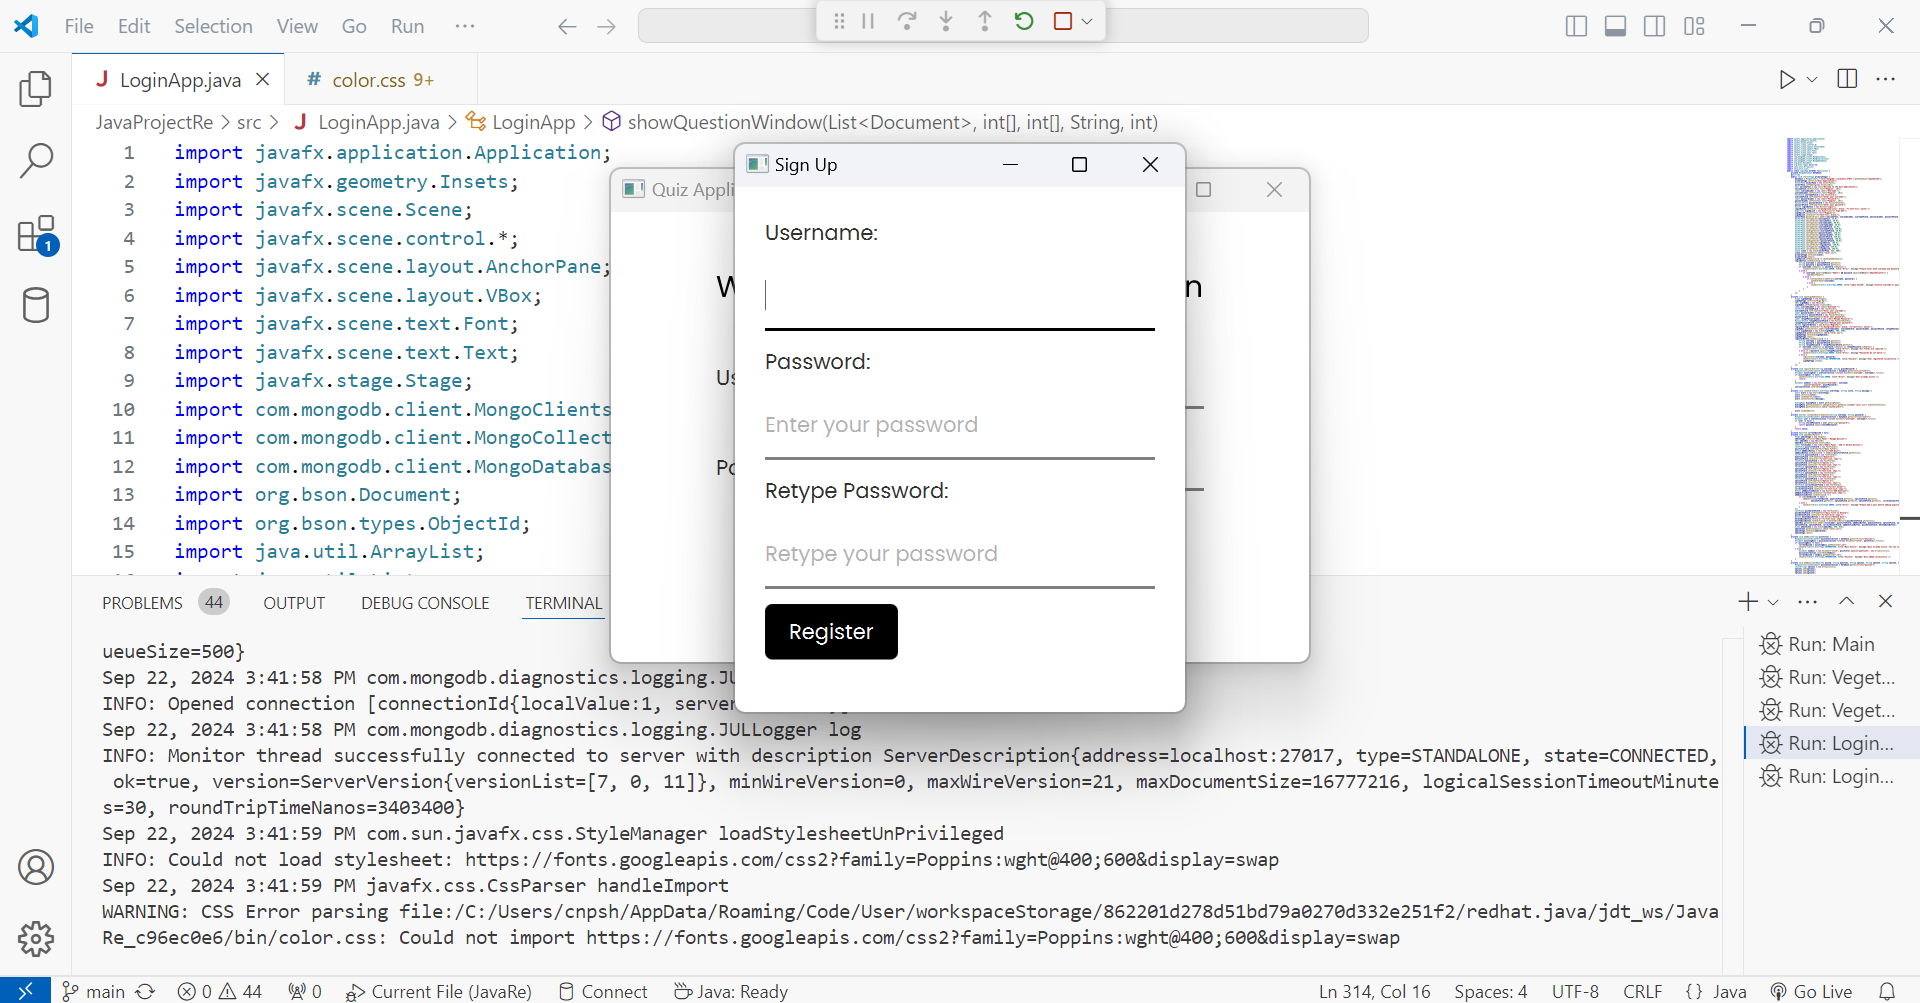 File Edit Selection View Go Run ...
LoginApp.java
# color.css 9+
JavaProjectRe > src > J LoginApp.java > LoginApp > showQuestionWindow(List<Document>, int[], int[], String, int)
1 import javafx.application.Application;
2 import javafx.geometry.Insets;
3 import javafx.scene.Scene;
4 import javafx.scene.control.*;
5 import javafx.scene.layout.AnchorPane;
6 import javafx.scene.layout.VBox;
7 import javafx.scene.text.Font;
8 import javafx.scene.text.Text;
9 import javafx.stage.Stage;
10 import com.mongodb.client.MongoClients
11 import com.mongodb.client.MongoCollect
12 import com.mongodb.client.MongoDatabas
13 import org.bson.Document;
14 import org.bson.types.ObjectId;
15 import java.util.ArrayList;
Quiz Appli
W
n
Us
Pa
Sign Up
Username:
Password:
Enter your password
Retype Password:
Retype your password
Register
PROBLEMS 44 OUTPUT DEBUG CONSOLE TERMINAL
ueueSize=500}
Sep 22, 2024 3:41:58 PM com.mongodb.diagnostics.logging.JU
INFO: Opened connection [connectionId{localValue:1, server
Sep 22, 2024 3:41:58 PM com.mongodb.diagnostics.logging.JULLogger log
INFO: Monitor thread successfully connected to server with description ServerDescription{address=localhost:27017, type=STANDALONE, state=CONNECTED,
ok=true, version=ServerVersion{versionList=[7, 0, 11]}, minWireVersion=0, maxWireVersion=21, maxDocumentSize=16777216, logicalSessionTimeoutMinute
s=30, roundTripTimeNanos=3403400}
Sep 22, 2024 3:41:59 PM com.sun.javafx.css.StyleManager loadStylesheetUnPrivileged
INFO: Could not load stylesheet: https://fonts.googleapis.com/css2?family=Poppins:wght@400;600&display=swap
Sep 22, 2024 3:41:59 PM javafx.css.CssParser handleImport
WARNING: CSS Error parsing file:/C:/Users/cnpsh/AppData/Roaming/Code/User/workspaceStorage/862201d278d51bd79a0270d332e251f2/redhat.java/jdt_ws/Java
Re_c96ec0e6/bin/color.css: Could not import https://fonts.googleapis.com/css2?family=Poppins:wght@400;600&display=swap
Run: Main
Run: Veget...
Run: Veget...
Run: Login...
Run: Login...
1
main 0 44 0 Current File (JavaRe) Connect Java: Ready Ln 314, Col 16 Spaces: 4 UTF-8 CRLF {} Java Go Live